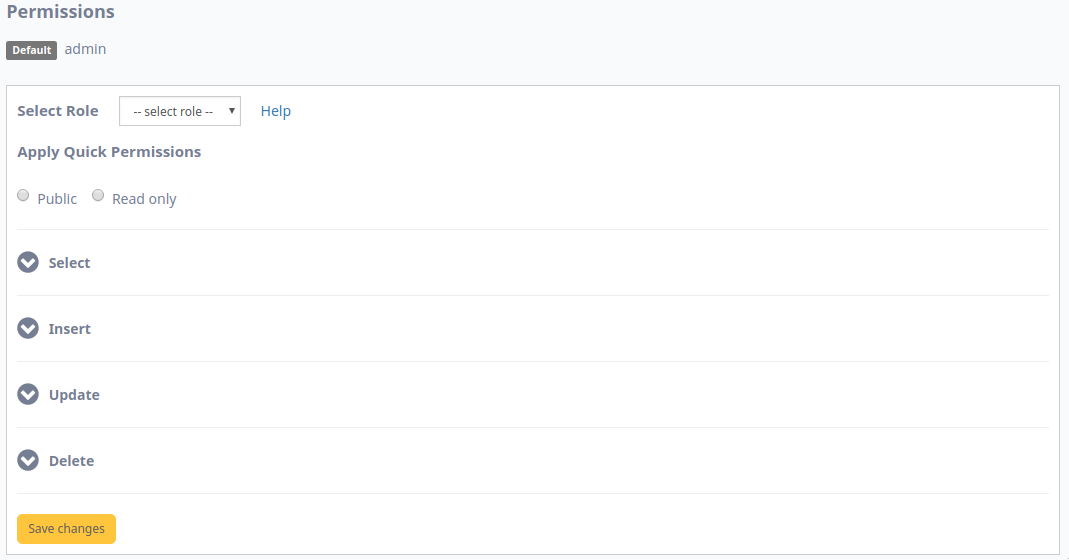 Permissions
Default admin
Select Role -- select role -- Help
Apply Quick Permissions
Public Read only
Select
Insert
Update
Delete
Save changes